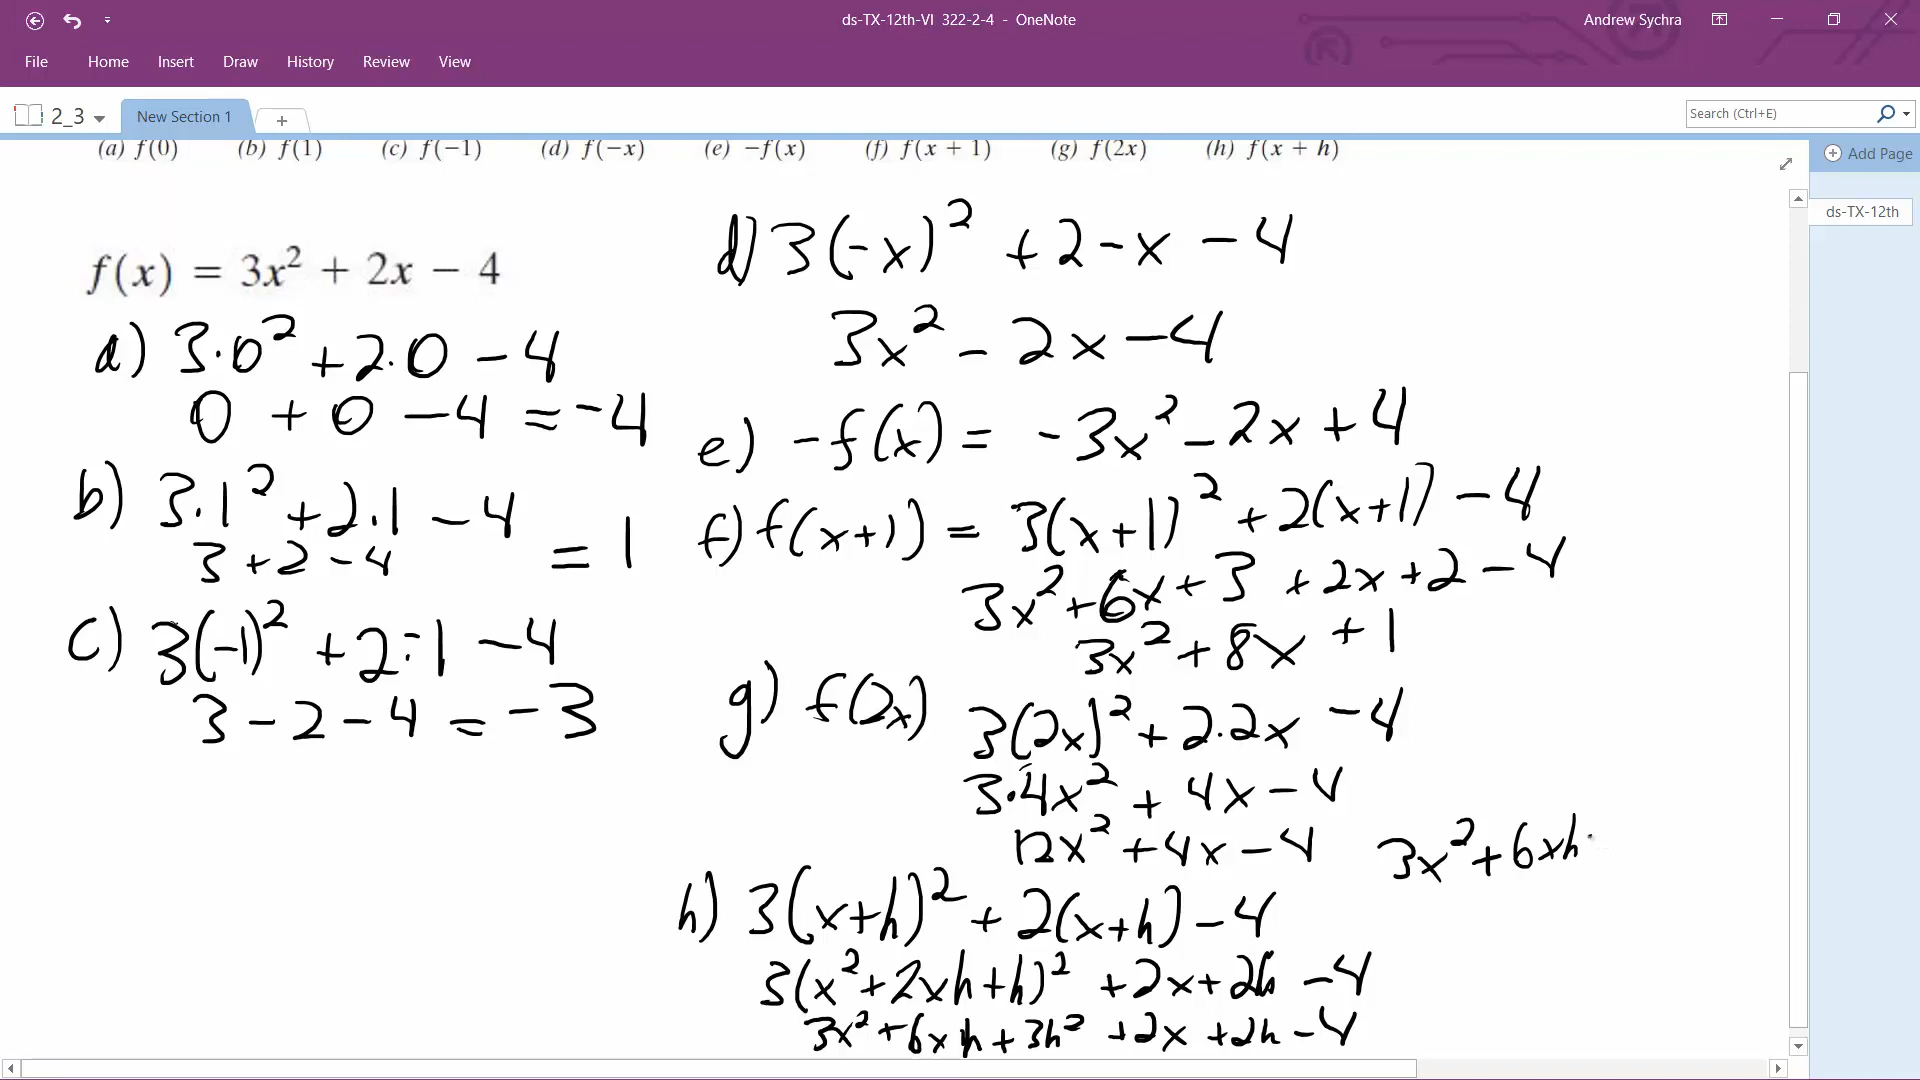 ds-TX-12th-VI 322-2-4 - OneNote
Andrew Sychra
File Home Insert Draw History Review View
2_3
New Section 1
+
Search (Ctrl+E)
(a) f(0) (b) f(1) (c) f(−1) (d) f(−x) (e) −f(x) (f) f(x + 1) (g) f(2x) (h) f(x + h)
Add Page
ds-TX-12th
f(x) = 3x² + 2x − 4
a) 3·0² + 2·0 − 4
0 + 0 − 4 = -4
b) 3·1² + 2·1 − 4
3 + 2 − 4 = 1
c) 3(-1)² + 2·-1 − 4
3 − 2 − 4 = -3
d) 3(-x)² + 2 - x − 4
3x² − 2x − 4
e) -f(x) = -3x² − 2x + 4
f) f(x+1) = 3(x+1)² + 2(x+1) − 4
3x² + 6x + 3 + 2x + 2 − 4
3x² + 8x + 1
g) f(2x) 3(2x)² + 2·2x − 4
3·4x² + 4x − 4
12x² + 4x − 4
3x² + 6xh
h) 3(x+h)² + 2(x+h) − 4
3(x² + 2xh + h)² + 2x + 2h − 4
3x² + 6xh + 3h² + 2x + 2h − 4